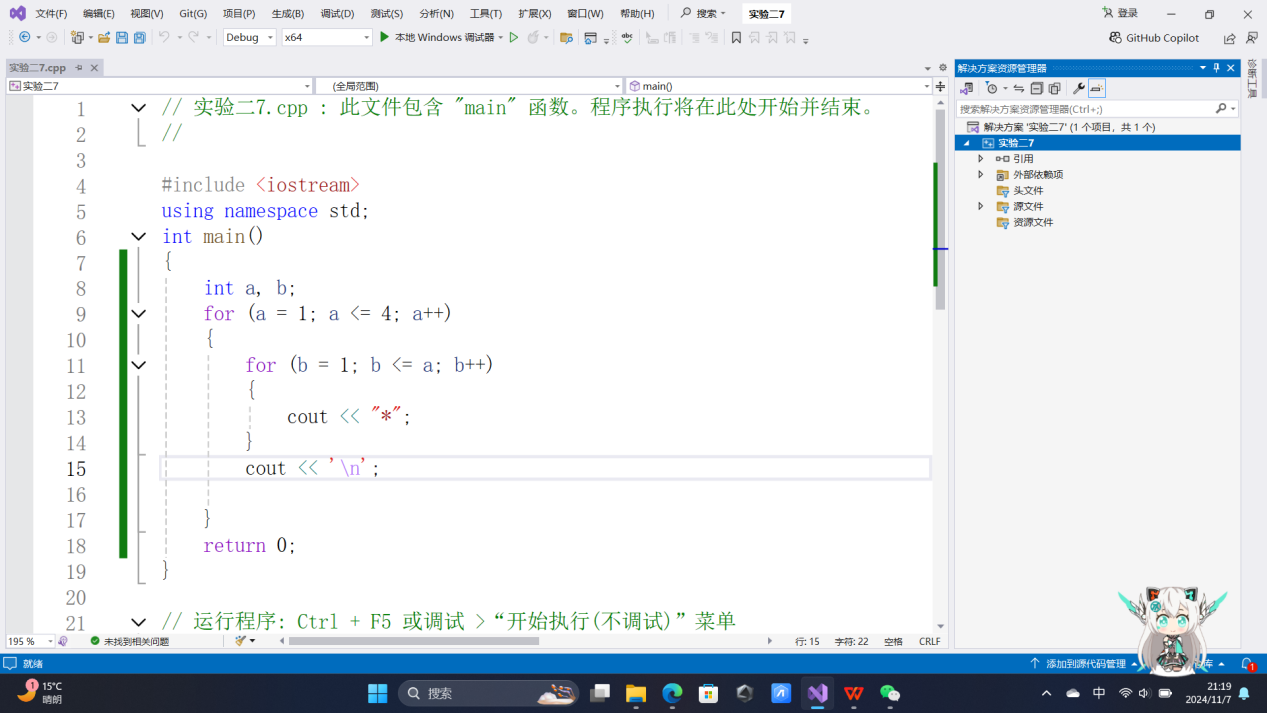 文件(F) 编辑(E) 视图(V) Git(G) 项目(P) 生成(B) 调试(D) 测试(S) 分析(N) 工具(T) 扩展(X) 窗口(W) 帮助(H) 搜索 实验二7 登录
Debug x64 本地 Windows 调试器 GitHub Copilot
实验二7.cpp
实验二7 (全局范围) main()
1 // 实验二7.cpp : 此文件包含 "main" 函数。程序执行将在此处开始并结束。
2 //
3
4 #include <iostream>
5 using namespace std;
6 int main()
7 {
8 int a, b;
9 for (a = 1; a <= 4; a++)
10 {
11 for (b = 1; b <= a; b++)
12 {
13 cout << "*";
14 }
15 cout << '\n';
16
17 }
18 return 0;
19 }
20
21 // 运行程序: Ctrl + F5 或调试 >“开始执行(不调试)”菜单
195 % 未找到相关问题 行: 15 字符: 22 空格 CRLF
解决方案资源管理器
搜索解决方案资源管理器(Ctrl+;)
解决方案 '实验二7' (1 个项目，共 1 个)
实验二7
引用
外部依赖项
头文件
源文件
资源文件
就绪 添加到源代码管理 库 1
1 15°C
晴朗
搜索
中
21:19
2024/11/7